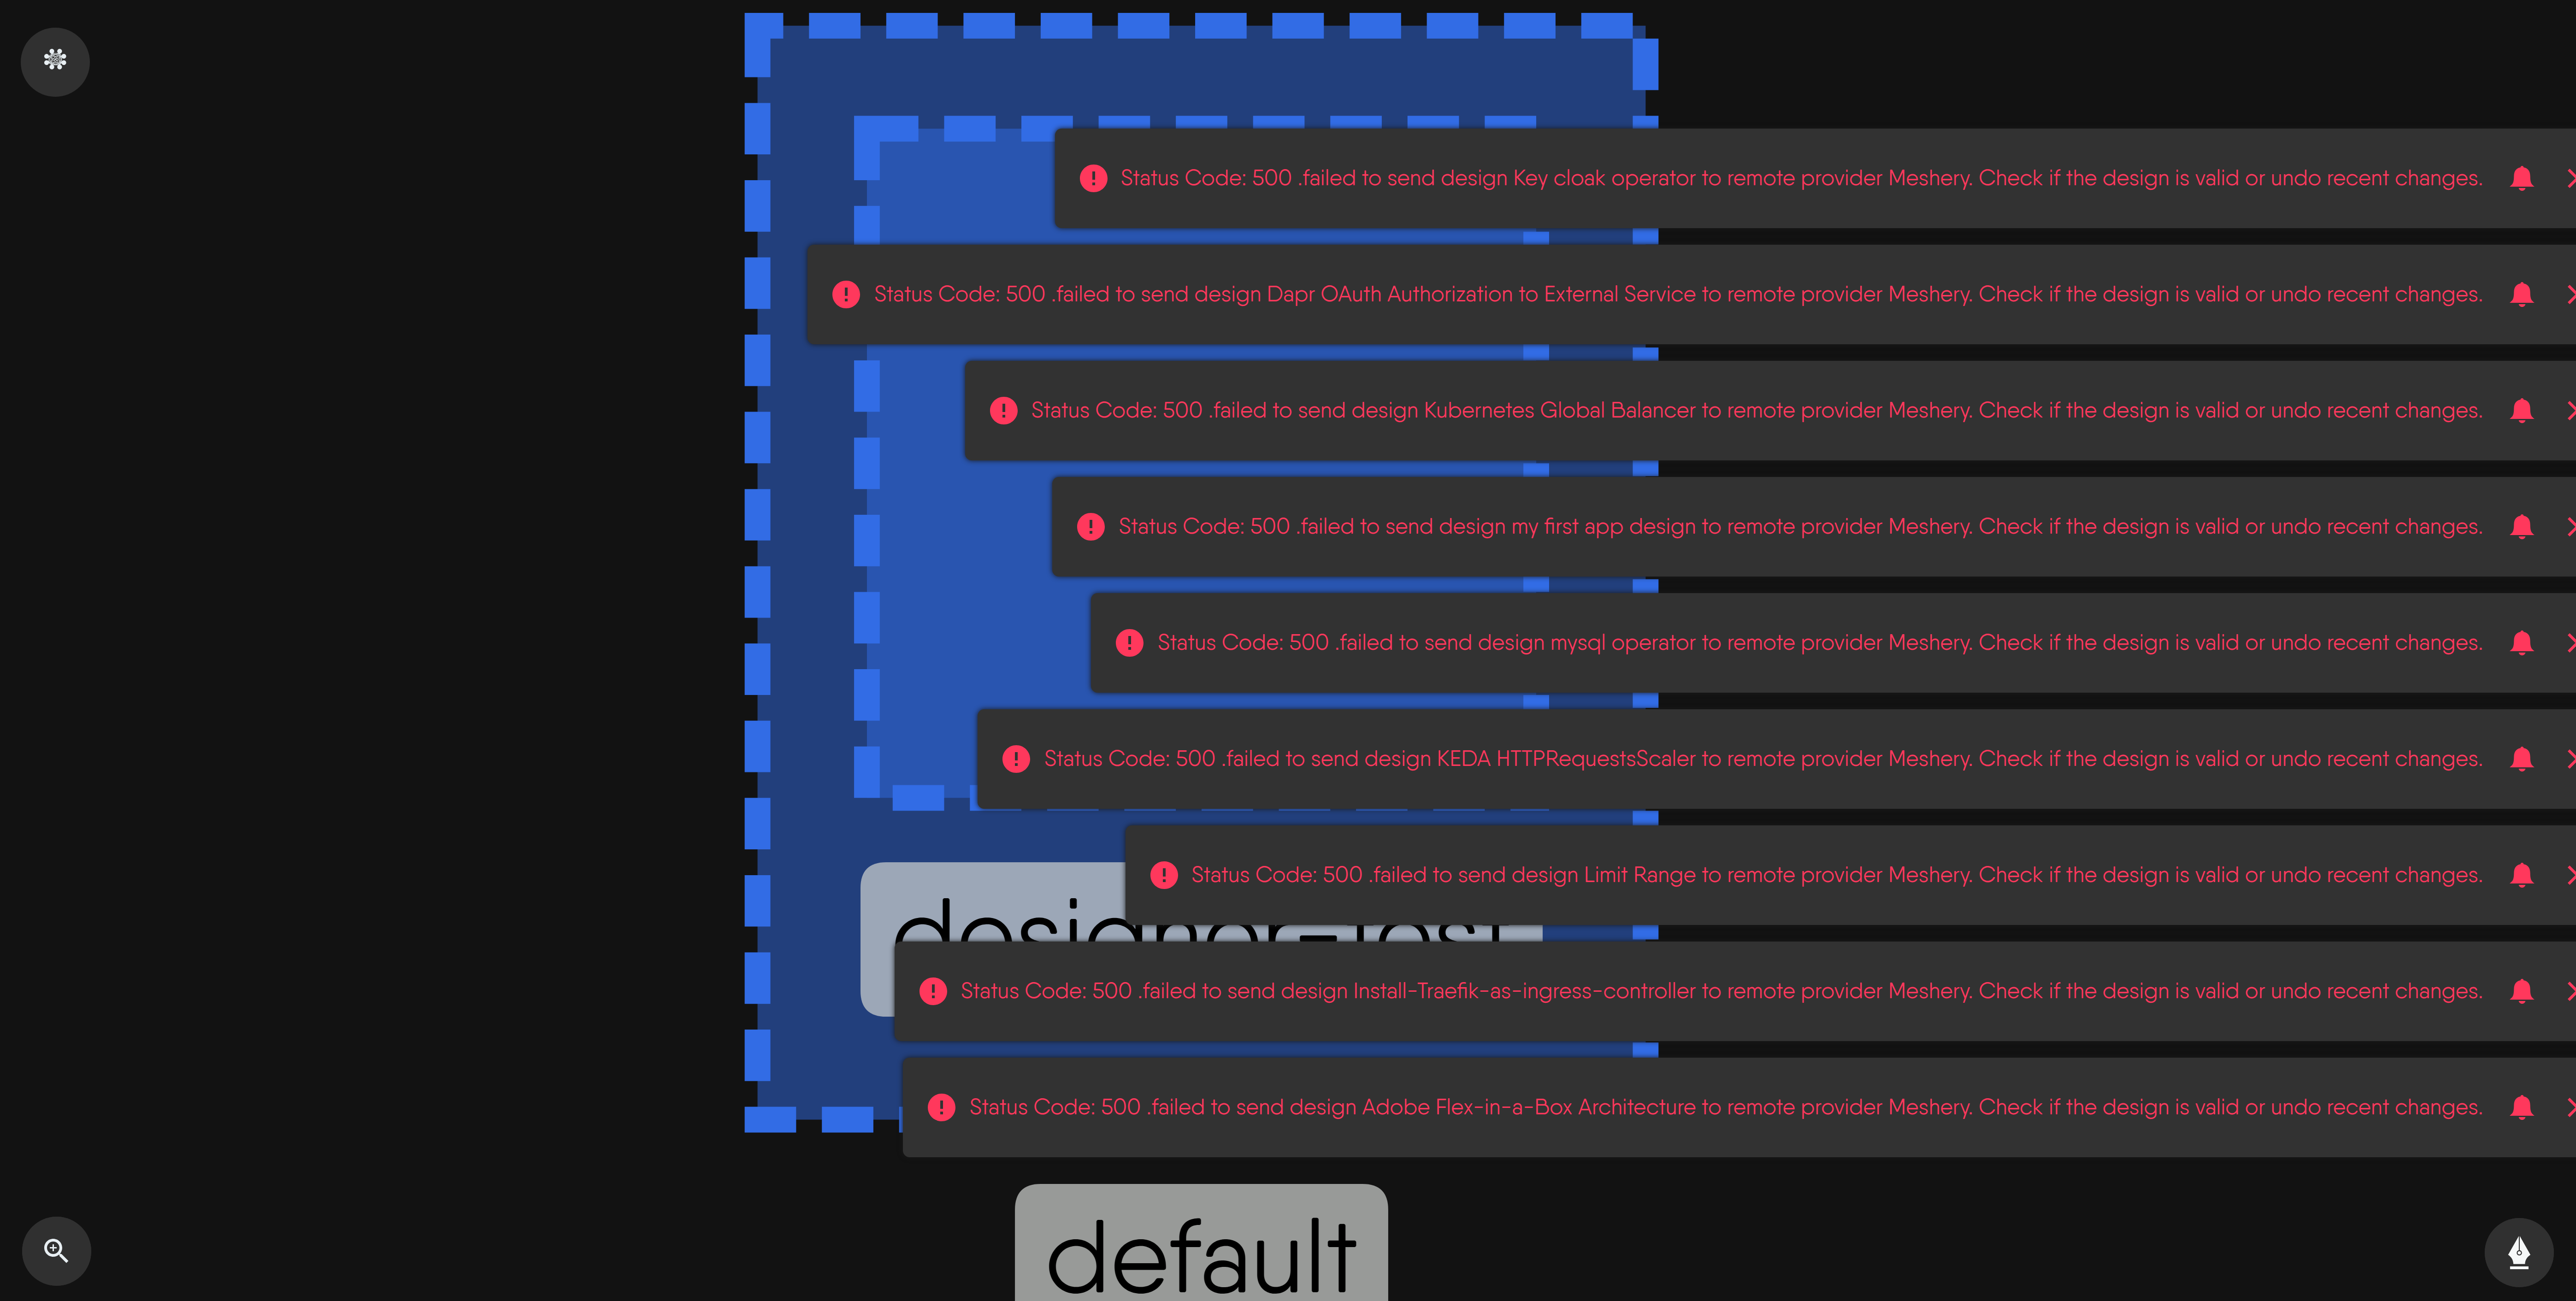 Status Code: 500 .failed to send design Key cloak operator to remote provider Meshery. Check if the design is valid or undo recent changes.
Status Code: 500 .failed to send design Dapr OAuth Authorization to External Service to remote provider Meshery. Check if the design is valid or undo recent changes.
Status Code: 500 .failed to send design Kubernetes Global Balancer to remote provider Meshery. Check if the design is valid or undo recent changes.
Status Code: 500 .failed to send design my first app design to remote provider Meshery. Check if the design is valid or undo recent changes.
Status Code: 500 .failed to send design mysql operator to remote provider Meshery. Check if the design is valid or undo recent changes.
Status Code: 500 .failed to send design KEDA HTTPRequestsScaler to remote provider Meshery. Check if the design is valid or undo recent changes.
Status Code: 500 .failed to send design Limit Range to remote provider Meshery. Check if the design is valid or undo recent changes.
Status Code: 500 .failed to send design Install-Traefik-as-ingress-controller to remote provider Meshery. Check if the design is valid or undo recent changes.
Status Code: 500 .failed to send design Adobe Flex-in-a-Box Architecture to remote provider Meshery. Check if the design is valid or undo recent changes.
default